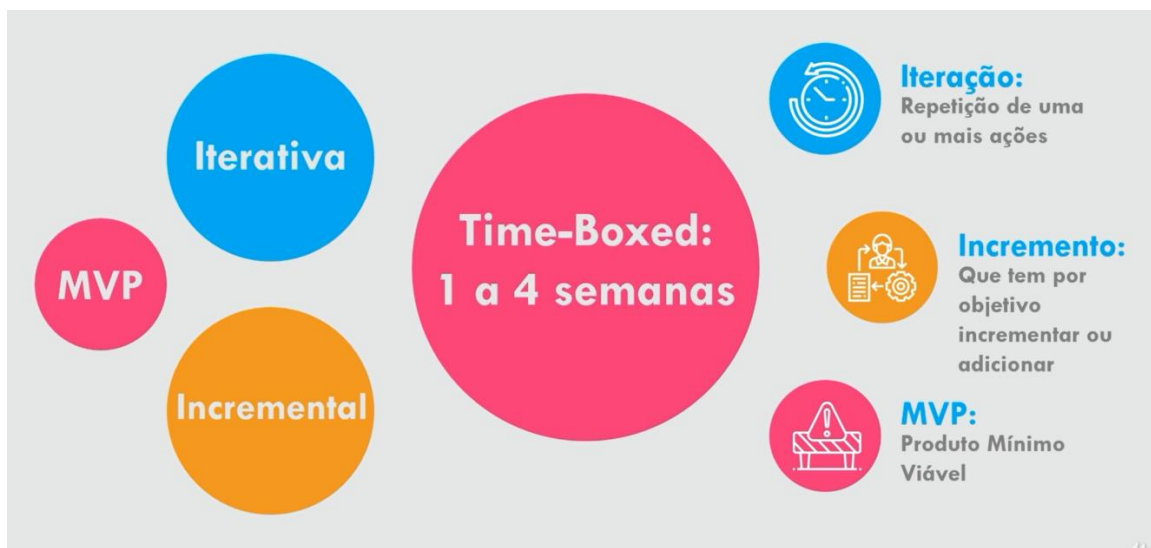 MVP
Iterativa
Incremental
Time-Boxed:
1 a 4 semanas
Iteração:
Repetição de uma
ou mais ações
Incremento:
Que tem por
objetivo
incrementar ou
adicionar
MVP:
Produto Mínimo
Viável